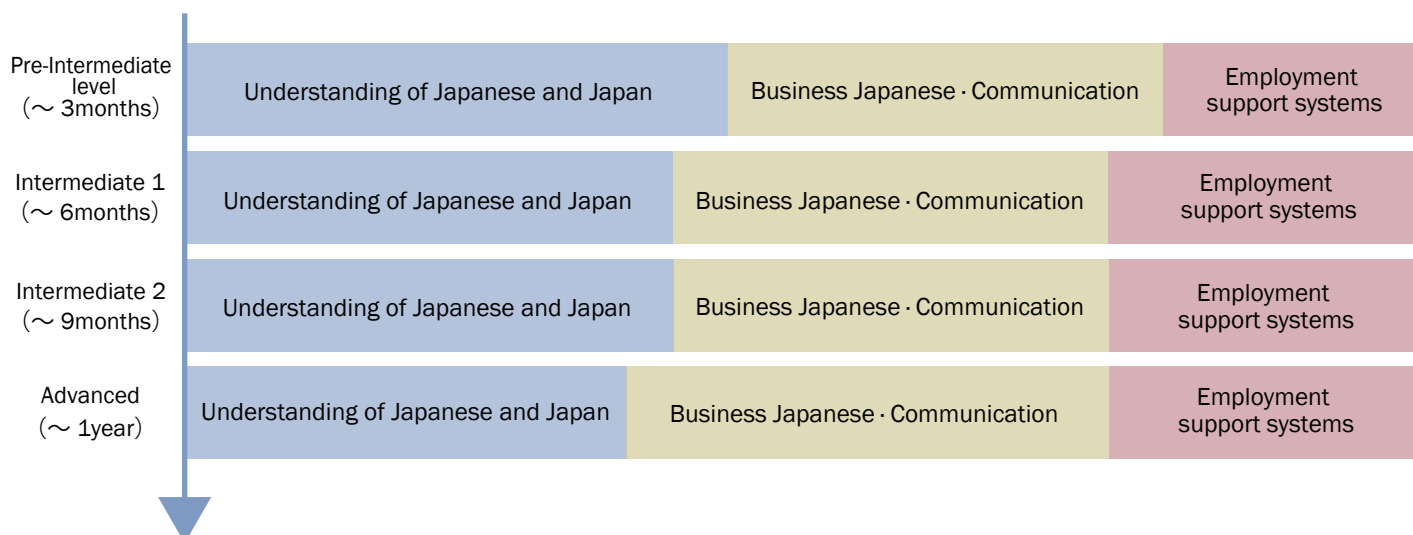 Pre-Intermediate
level
（〜 3months）
Understanding of Japanese and Japan
Business Japanese · Communication
Employment
support systems
Intermediate 1
（〜 6months）
Understanding of Japanese and Japan
Business Japanese · Communication
Employment
support systems
Intermediate 2
（〜 9months）
Understanding of Japanese and Japan
Business Japanese · Communication
Employment
support systems
Advanced
（〜 1year）
Understanding of Japanese and Japan
Business Japanese · Communication
Employment
support systems